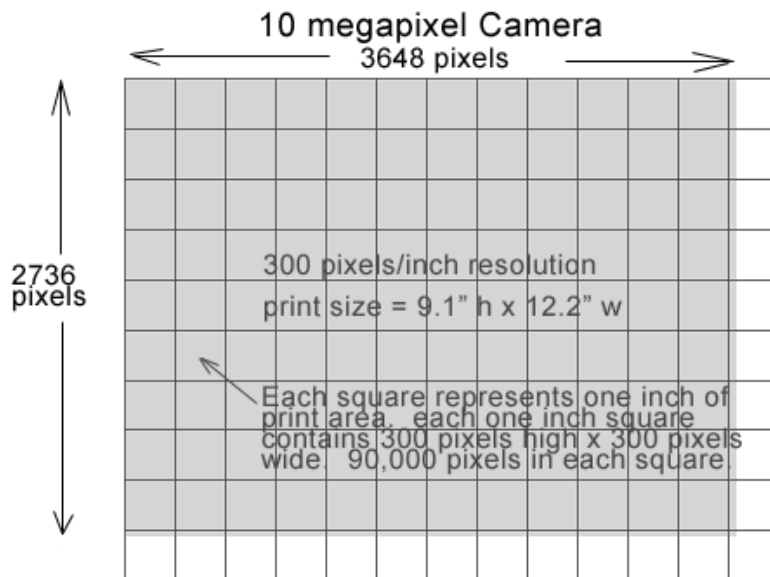 10 megapixel Camera
3648 pixels
2736
pixels
300 pixels/inch resolution
print size = 9.1” h x 12.2” w
Each square represents one inch of
print area.  each one inch square
contains 300 pixels high x 300 pixels
wide.  90,000 pixels in each square.